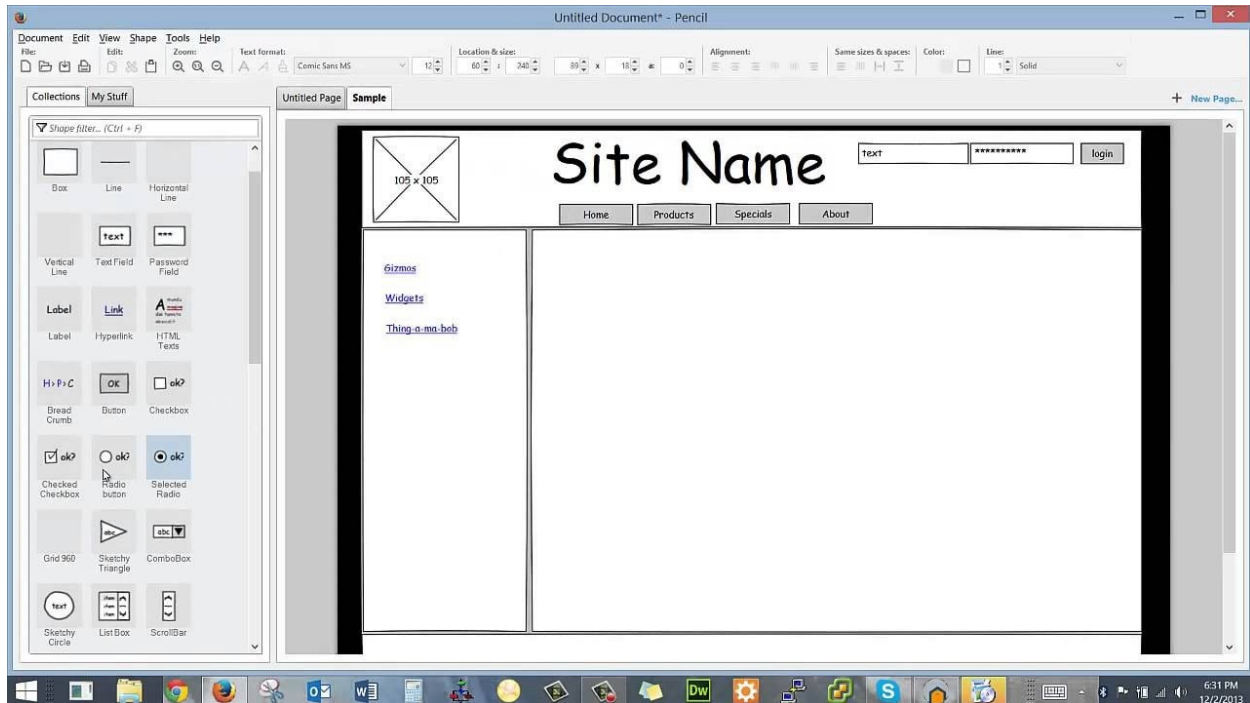 Untitled Document* - Pencil
Document Edit View Shape Tools Help
File: Edit: Zoom: Text format: Location & size: Alignment: Same sizes & spaces: Color: Line:
Comic Sans MS 12 60 : 240 89 x 18 0 1 Solid
Collections My Stuff Untitled Page Sample New Page...
Shape filter... (Ctrl + F)
Box Line Horizontal
Line
text ***
Vertical
Line
Text Field Password
Field
Label Link A
Label Hyperlink HTML
Texts
H>P>C OK ok?
Bread
Crumb
Button Checkbox
ok? ok? ok?
Checked
Checkbox
Radio
button
Selected
Radio
abc abc
Grid 960 Sketchy
Triangle
ComboBox
text
Sketchy
Circle
List Box ScrollBar
105 x 105
Site Name
text ********** login
Home Products Specials About
Gizmos
Widgets
Thing-a-ma-bob
Dw
6:31 PM
12/2/2013